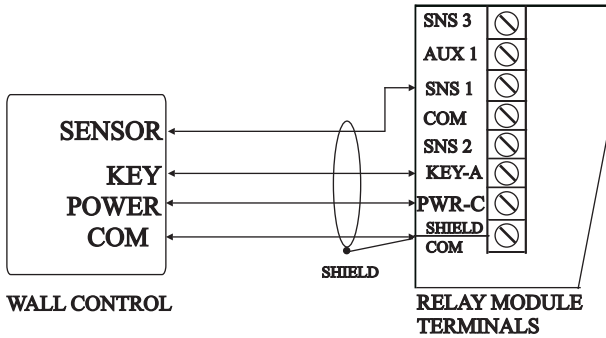 SNS 3
AUX 1
SNS 1
COM
SNS 2
KEY-A
PWR-C
SHIELD
COM
SENSOR
KEY
POWER
COM
SHIELD
WALL CONTROL
RELAY MODULE
TERMINALS